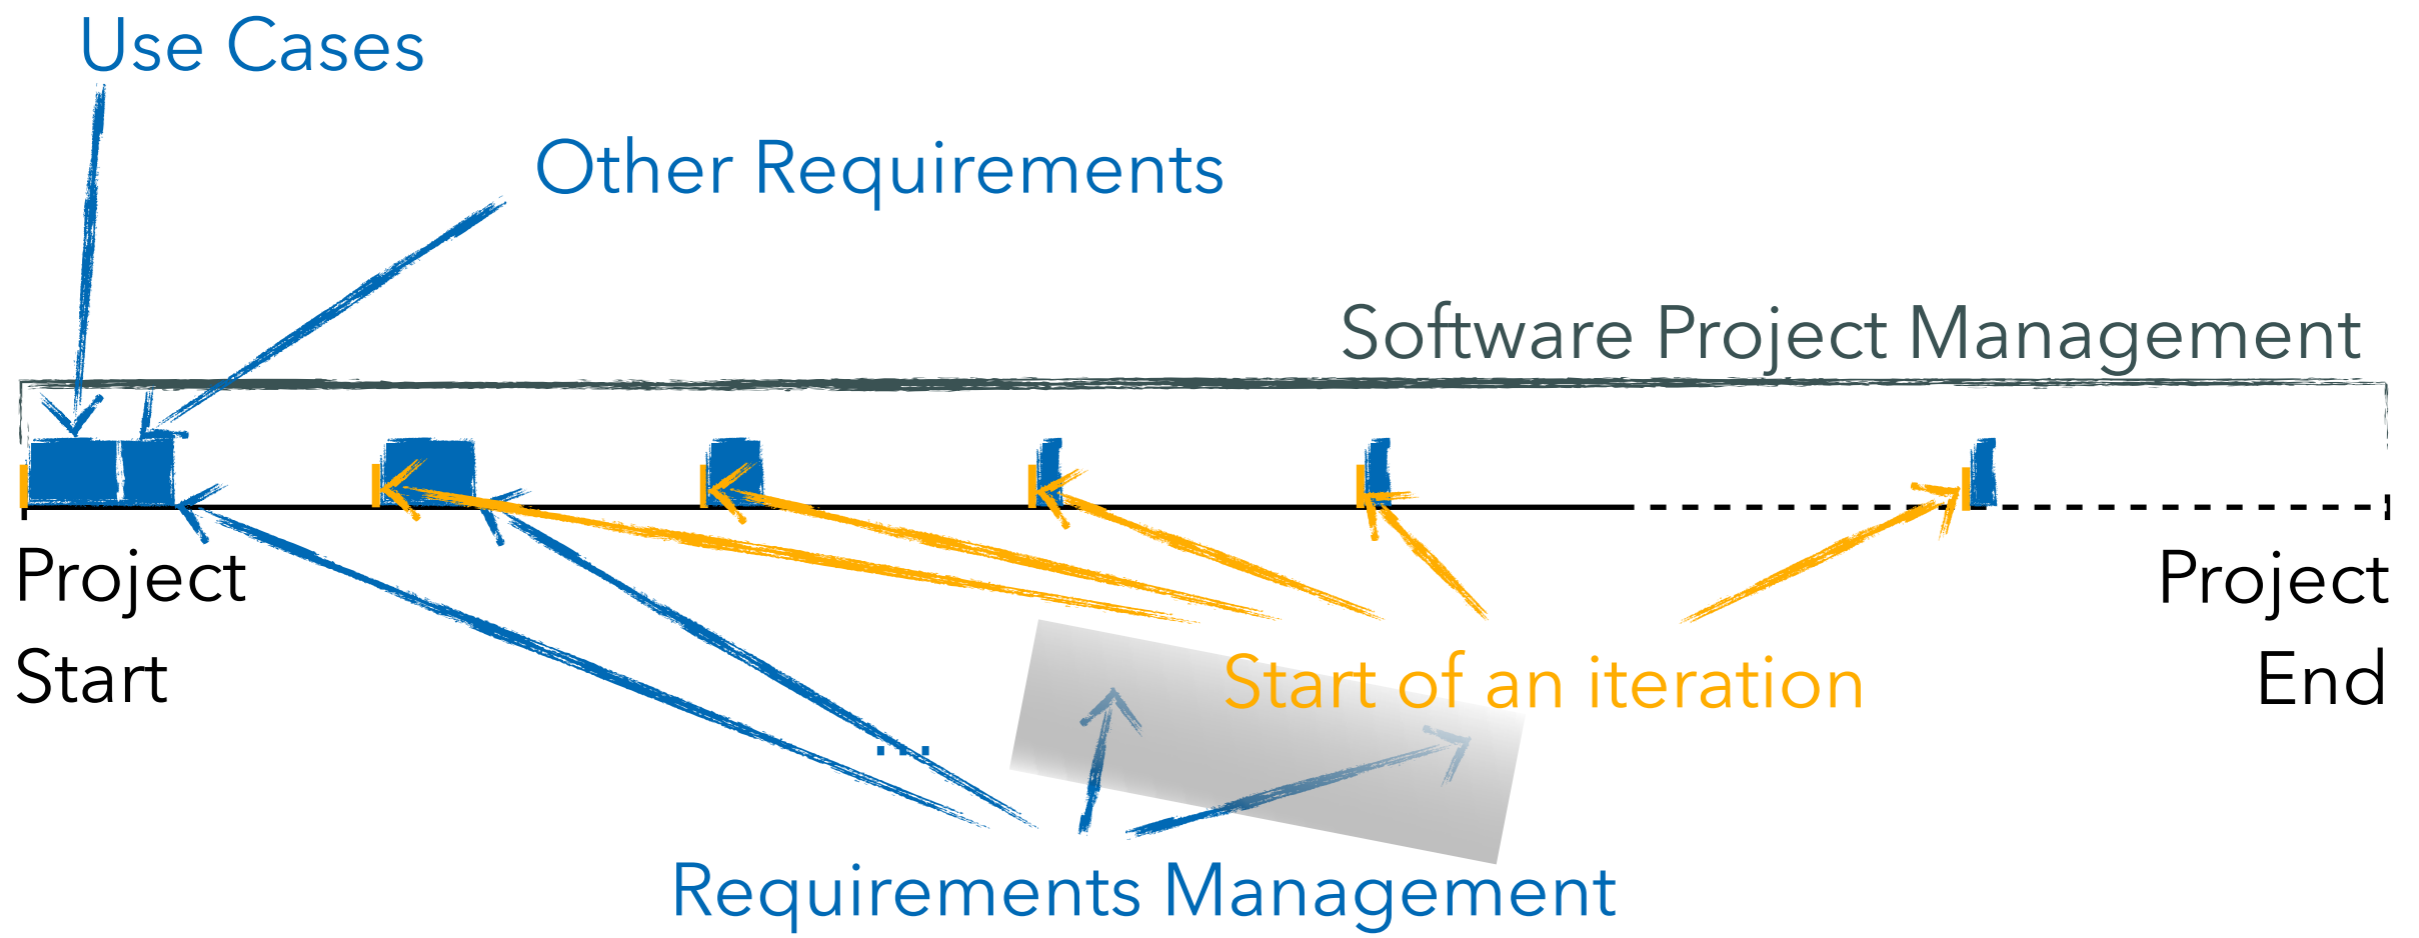 Use Cases
Other Requirements
Software Project Management
Project
Start
Project
End
Start of an iteration
...
Requirements Management